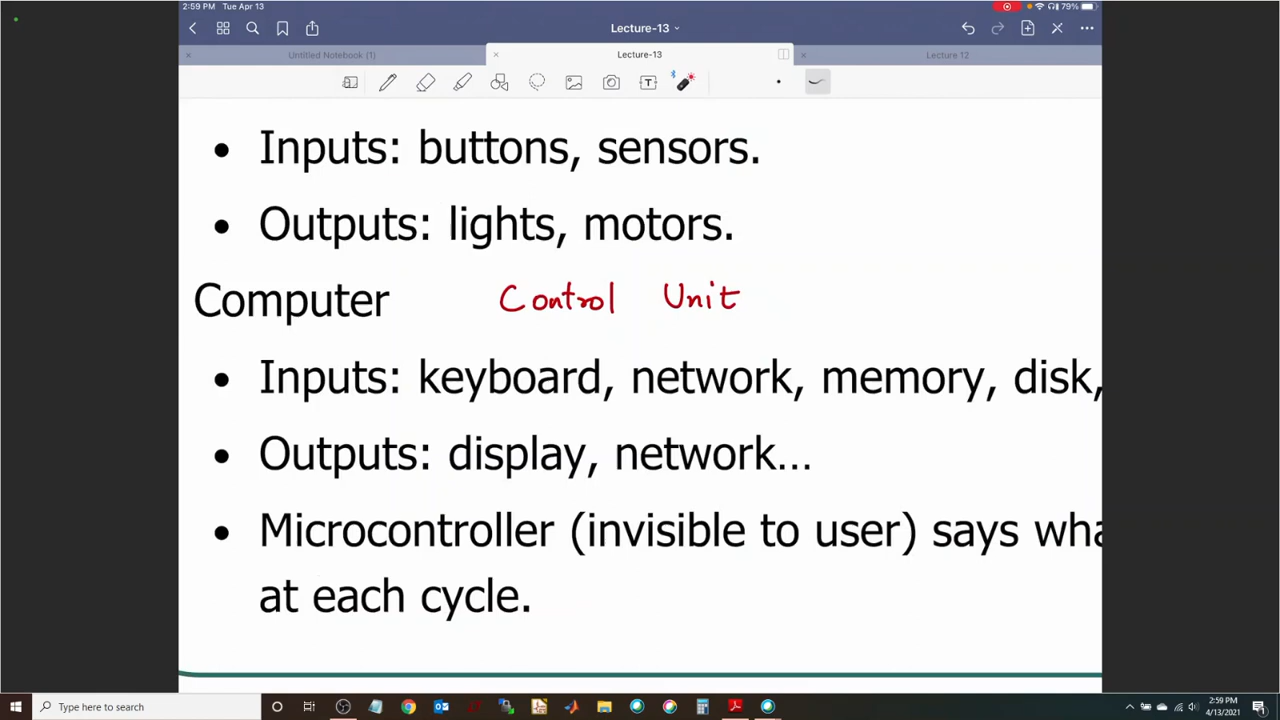 2:59 PM Tue Apr 13
79%
Lecture-13
Untitled Notebook (1)
Lecture-13
Lecture 12
• Inputs: buttons, sensors.
• Outputs: lights, motors.
Computer Control Unit
• Inputs: keyboard, network, memory, disk,
• Outputs: display, network...
• Microcontroller (invisible to user) says wha
at each cycle.
Type here to search
2:59 PM
4/13/2021